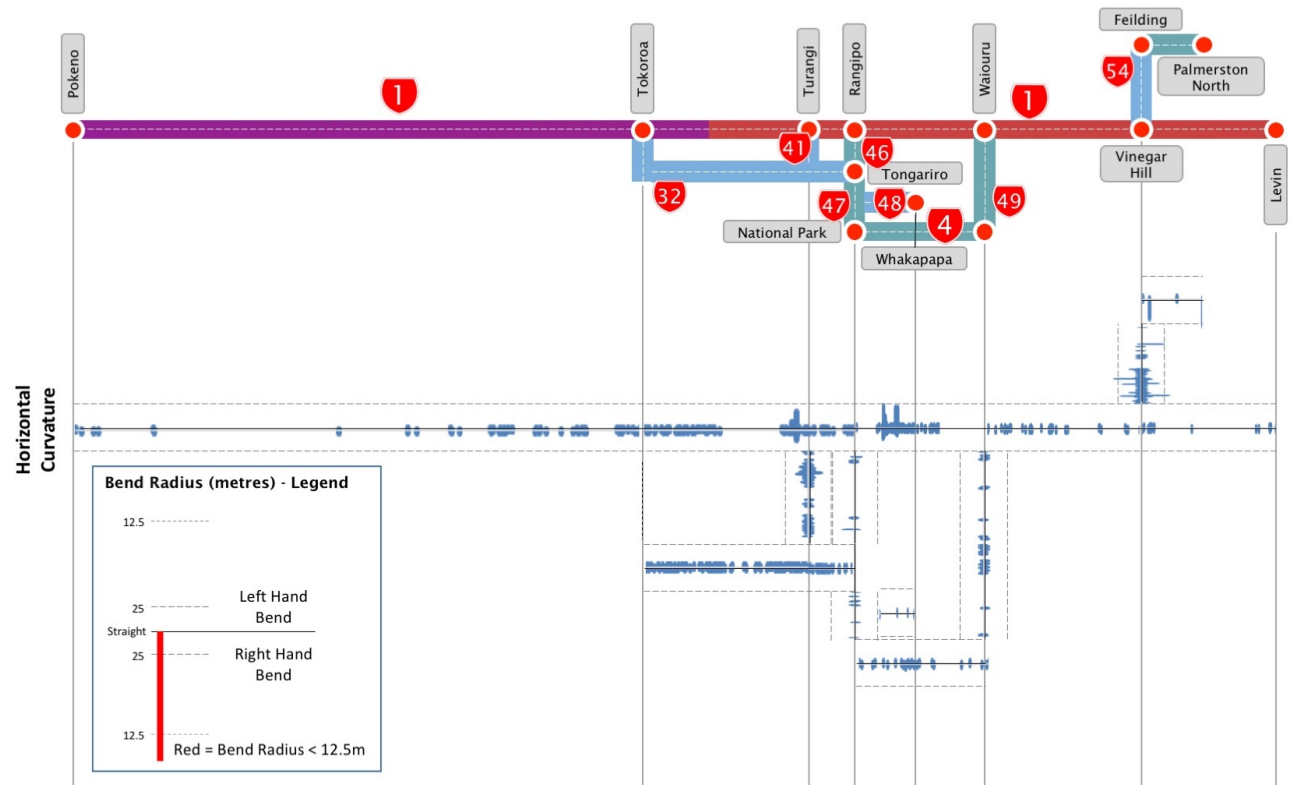 Feilding
Pokeno
Tokoroa
Turangi
Rangipo
Waiouru
54
Palmerston
North
1
1
41
46
Vinegar
Hill
Levin
32
Tongariro
47
48
49
National Park
4
Whakapapa
Horizontal
Curvature
Bend Radius (metres) - Legend
12.5
25
Left Hand
Bend
Straight
25
Right Hand
Bend
12.5
Red = Bend Radius < 12.5m